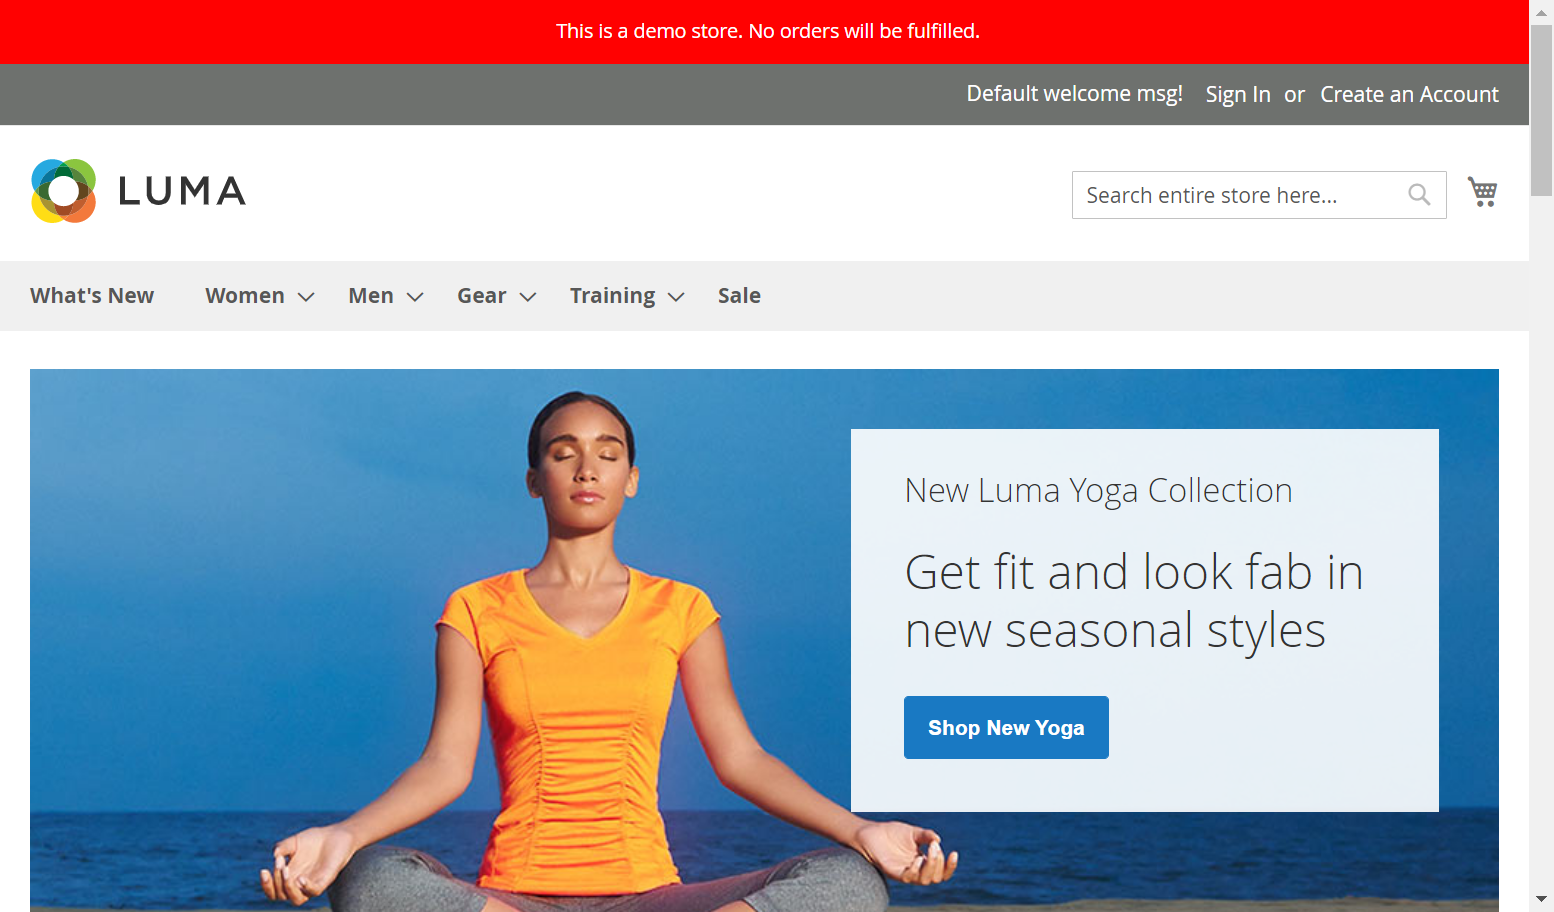 This is a demo store. No orders will be fulfilled.
Default welcome msg! Sign In or Create an Account
LUMA
Search entire store here...
What's New Women Men Gear Training Sale
New Luma Yoga Collection
Get fit and look fab in
new seasonal styles
Shop New Yoga